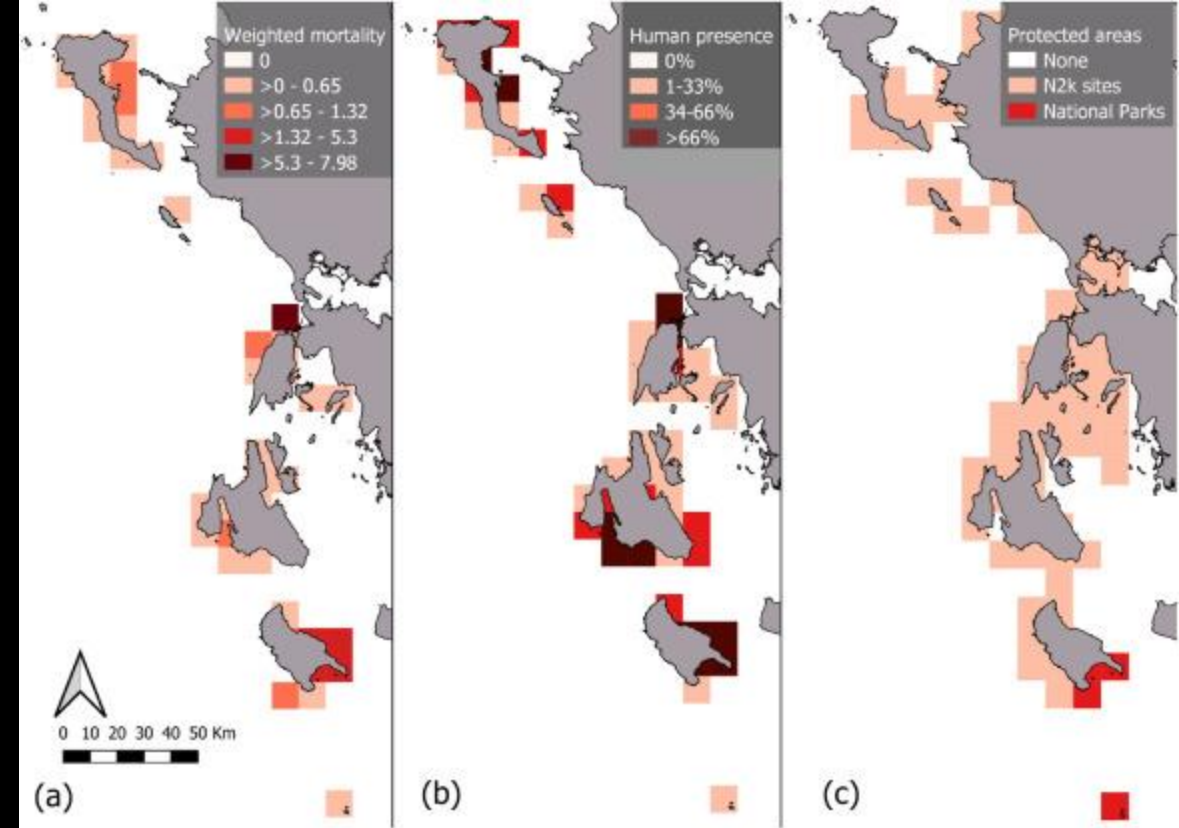 Weighted mortality
0
>0 - 0.65
>0.65 - 1.32
>1.32 - 5.3
>5.3 - 7.98
Human presence
0%
1-33%
34-66%
>66%
Protected areas
None
N2k sites
National Parks
0 10 20 30 40 50 Km
(a)
(b)
(c)